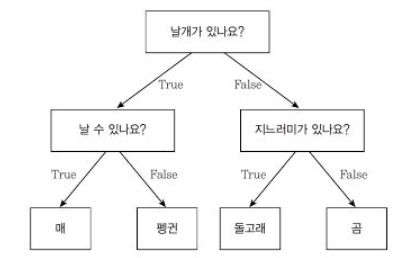 날개가 있나요?
True
False
날 수 있나요?
지느러미가 있나요?
True
False
True
False
매
펭귄
돌고래
곰